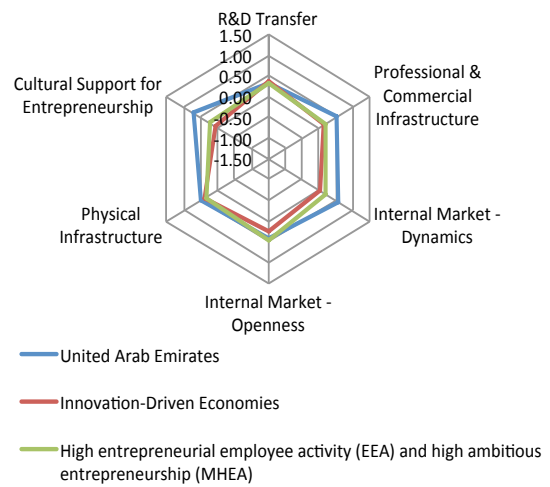 R&D Transfer
1.50
1.00
0.50
0.00
-0.50
-1.00
-1.50
Professional &
Commercial
Infrastructure
Internal Market -
Dynamics
Internal Market -
Openness
Physical
Infrastructure
Cultural Support for
Entrepreneurship
United Arab Emirates
Innovation-Driven Economies
High entrepreneurial employee activity (EEA) and high ambitious
entrepreneurship (MHEA)